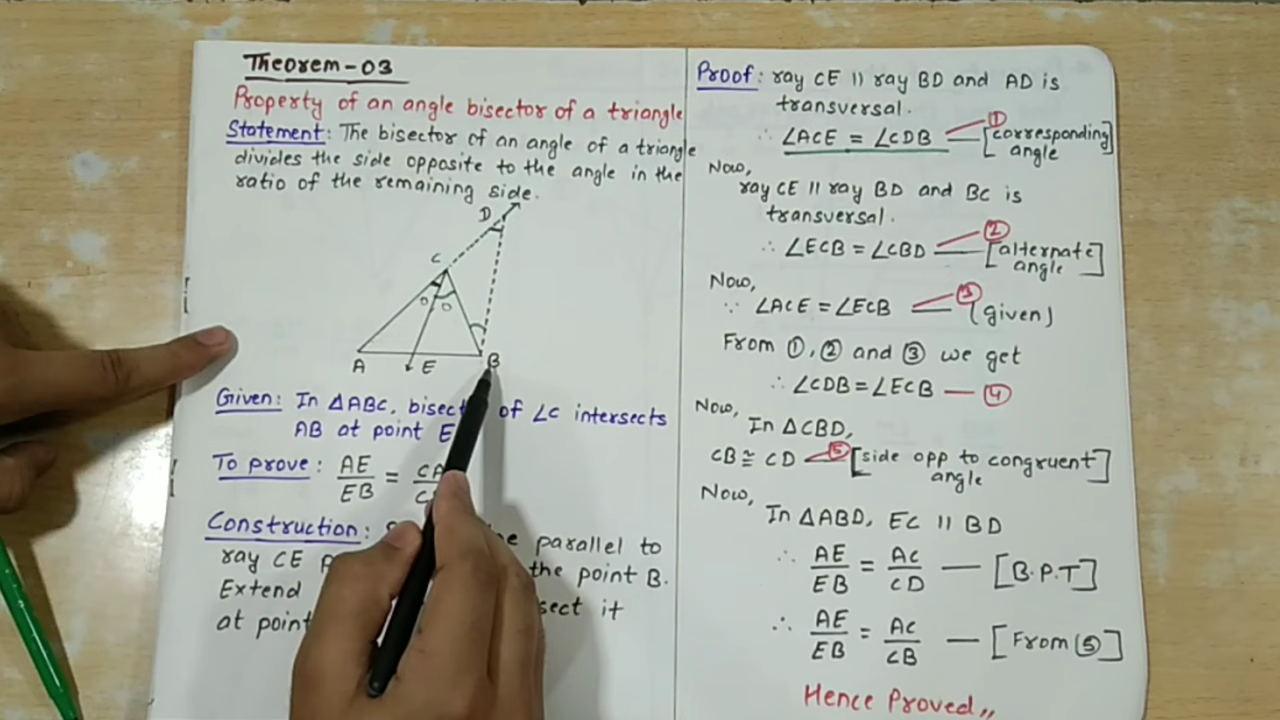 Theorem-03
Property of an angle bisector of a triangle
Statement: The bisector of an angle of a triangle
divides the side opposite to the angle in the
ratio of the remaining side.
D
C
o o
A E B
Given: In ΔABC, bisect of ∠C intersects
AB at point E
To prove: AE/EB = CA/C
Construction: parallel to
ray CE the point B.
Extend sect it
at point
Proof: ray CE || ray BD and AD is
transversal.
∴ ∠ACE = ∠CDB — ① [corresponding
angle]
Now,
ray CE || ray BD and BC is
transversal.
∴ ∠ECB = ∠CBD — ② [alternate
angle]
Now,
∵ ∠ACE = ∠ECB — ③ (given)
From ①, ② and ③ we get
∴ ∠CDB = ∠ECB — ④
Now,
In ΔCBD,
CB ≅ CD — ⑤ [side opp to congruent
angle]
Now,
In ΔABD, EC || BD
∴ AE/EB = AC/CD — [B.P.T]
∴ AE/EB = AC/CB — [From ⑤]
Hence Proved,,